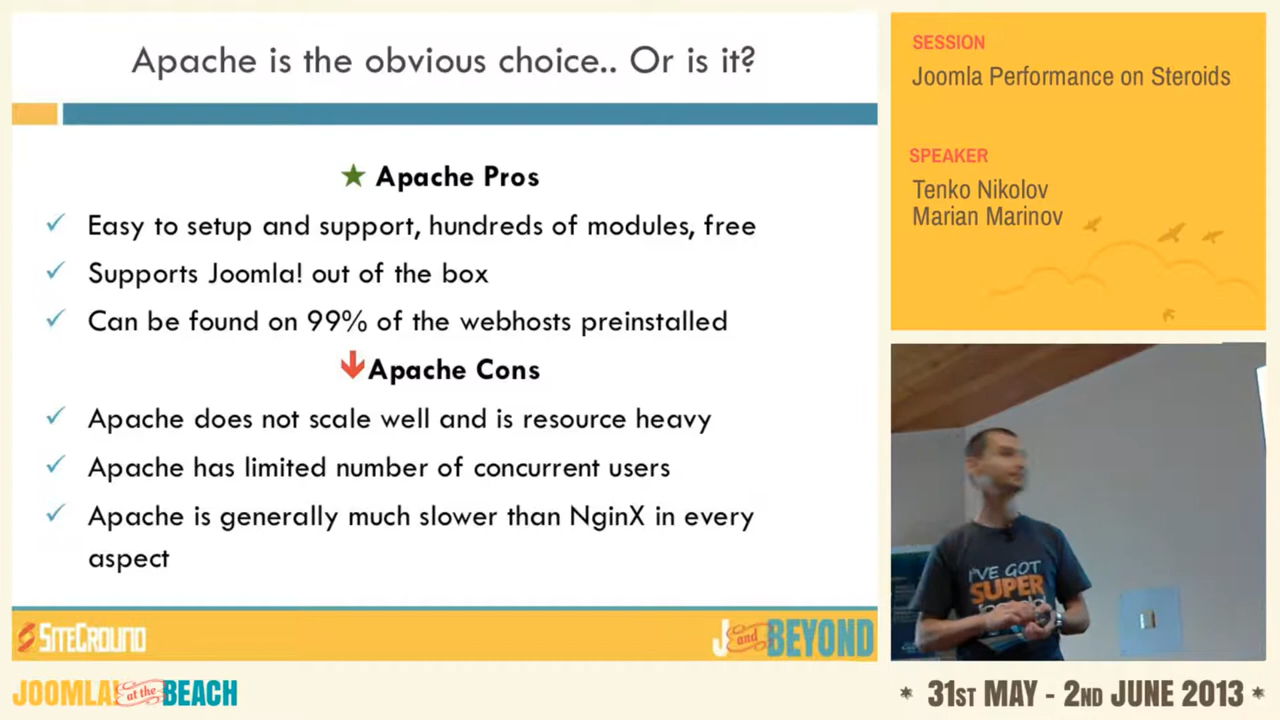 Apache is the obvious choice.. Or is it?
★ Apache Pros
✓ Easy to setup and support, hundreds of modules, free
✓ Supports Joomla! out of the box
✓ Can be found on 99% of the webhosts preinstalled
Apache Cons
✓ Apache does not scale well and is resource heavy
✓ Apache has limited number of concurrent users
✓ Apache is generally much slower than NginX in every
aspect
SITEGROUND
J and BEYOND
SESSION
Joomla Performance on Steroids
SPEAKER
Tenko Nikolov
Marian Marinov
I'VE GOT
SUPER
JOOMLA! at the BEACH
* 31ST MAY - 2ND JUNE 2013 *